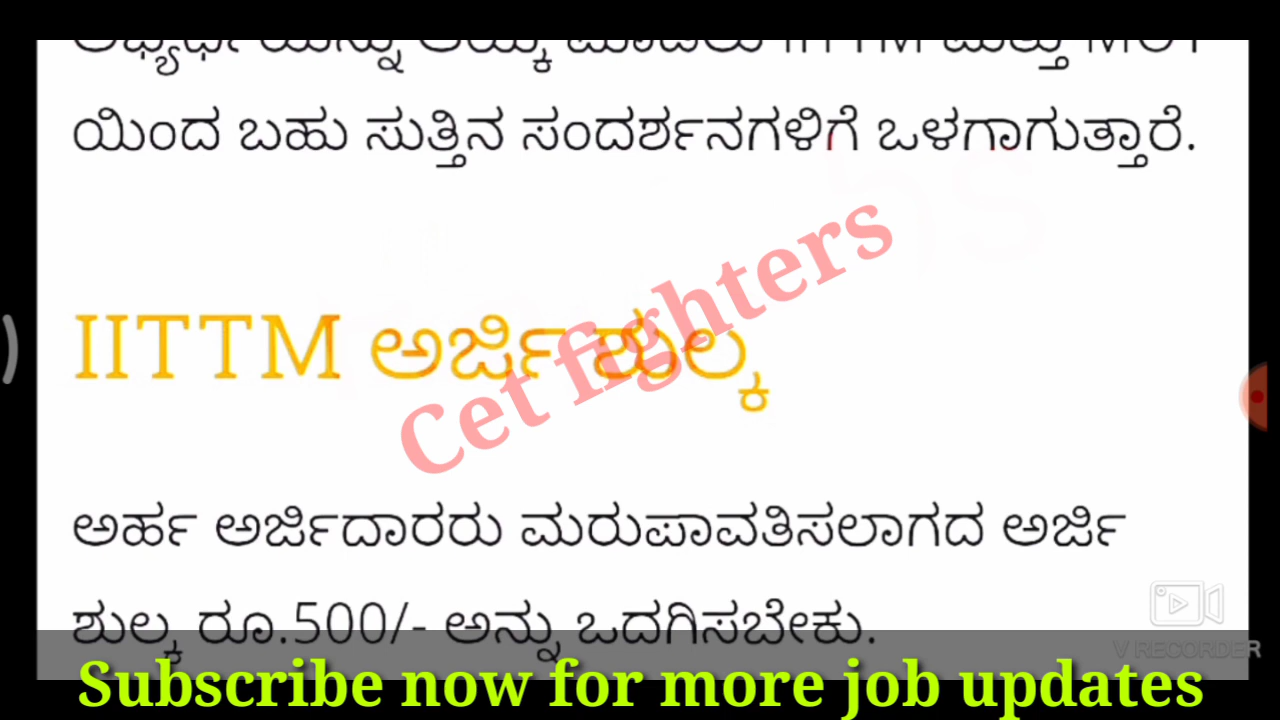 ಯಿಂದ ಬಹು ಸುತ್ತಿನ ಸಂದರ್ಶನಗಳಿಗೆ ಒಳಗಾಗುತ್ತಾರೆ.
IITTM ಅರ್ಜಿ ಶುಲ್ಕ
Cet fighters
ಅರ್ಹ ಅರ್ಜಿದಾರರು ಮರುಪಾವತಿಸಲಾಗದ ಅರ್ಜಿ
ಶುಲ್ಕ ರೂ.500/- ಅನ್ನು ಒದಗಿಸಬೇಕು.
V RECORDER
Subscribe now for more job updates